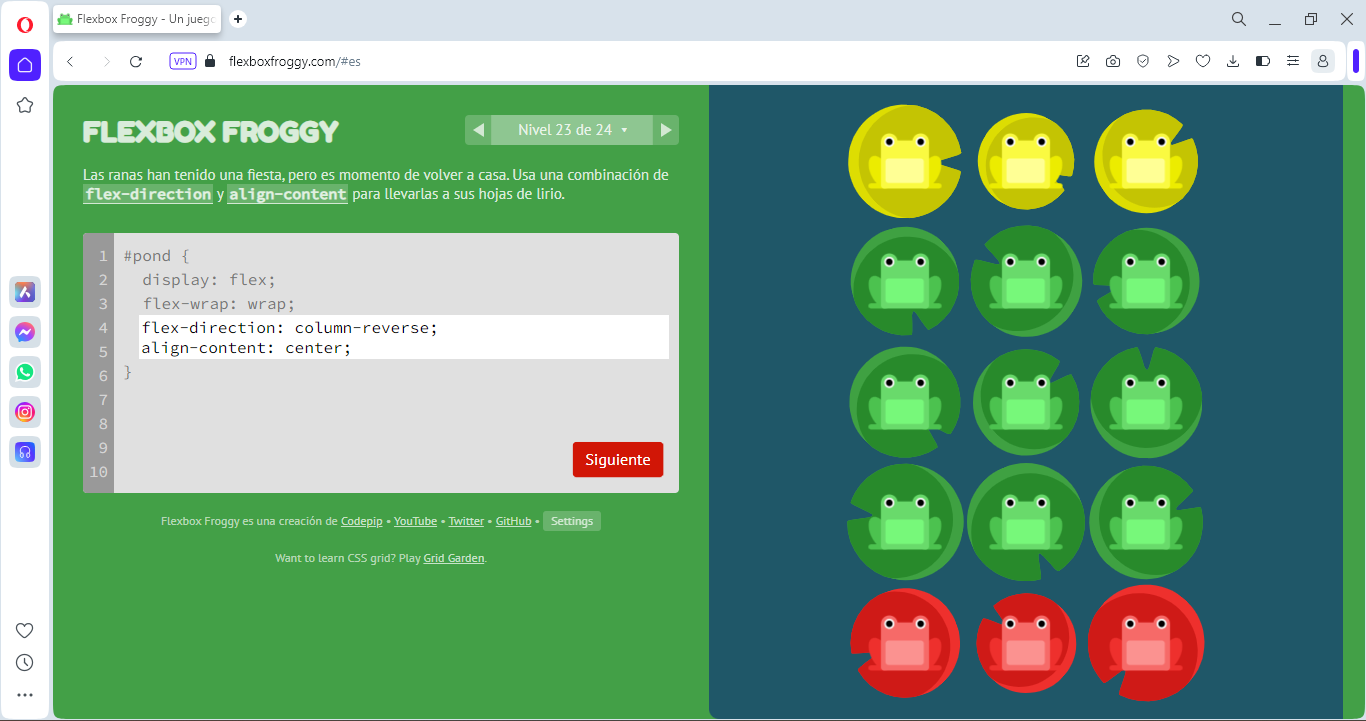 Flexbox Froggy - Un juego
VPN
flexboxfroggy.com/#es
FLEXBOX FROGGY
Nivel 23 de 24
Las ranas han tenido una fiesta, pero es momento de volver a casa. Usa una combinación de
flex-direction y align-content para llevarlas a sus hojas de lirio.
1 #pond {
2 display: flex;
3 flex-wrap: wrap;
4 flex-direction: column-reverse;
5 align-content: center;
6 }
7
8
9
10
Siguiente
Flexbox Froggy es una creación de Codepip • YouTube • Twitter • GitHub • Settings
Want to learn CSS grid? Play Grid Garden.